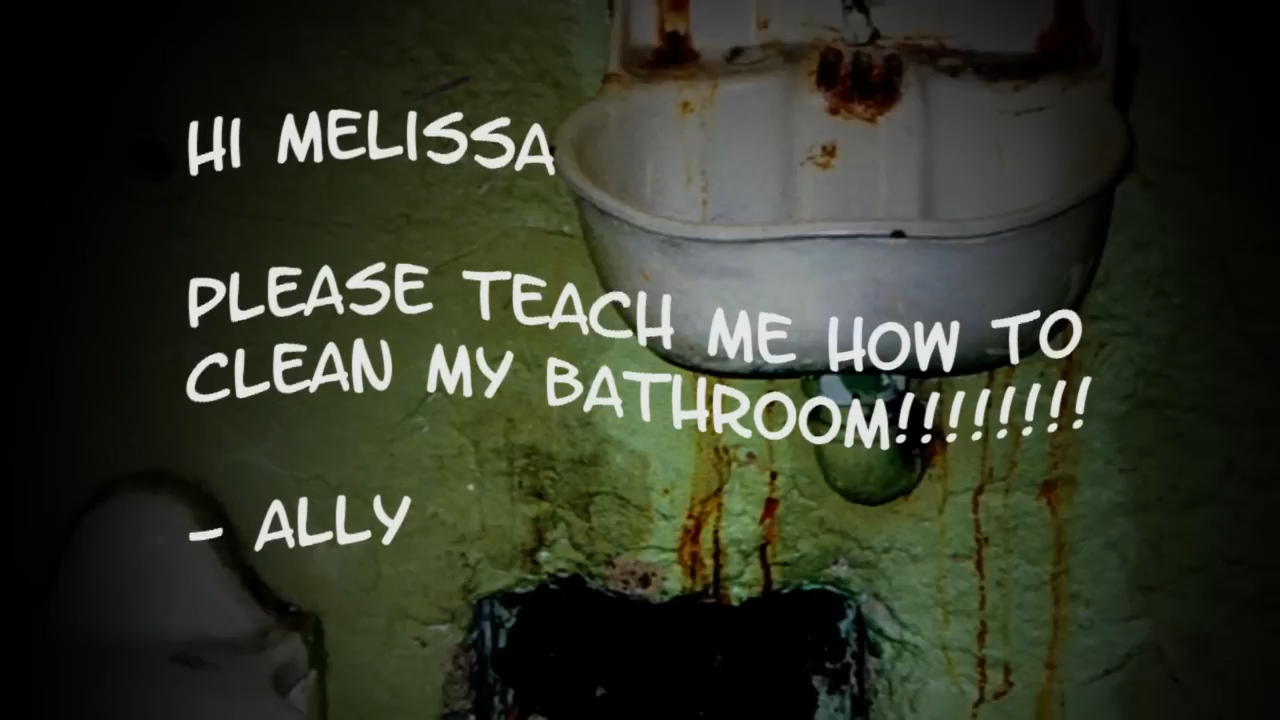 HI MELISSA
PLEASE TEACH ME HOW TO
CLEAN MY BATHROOM!!!!!!!!
- ALLY